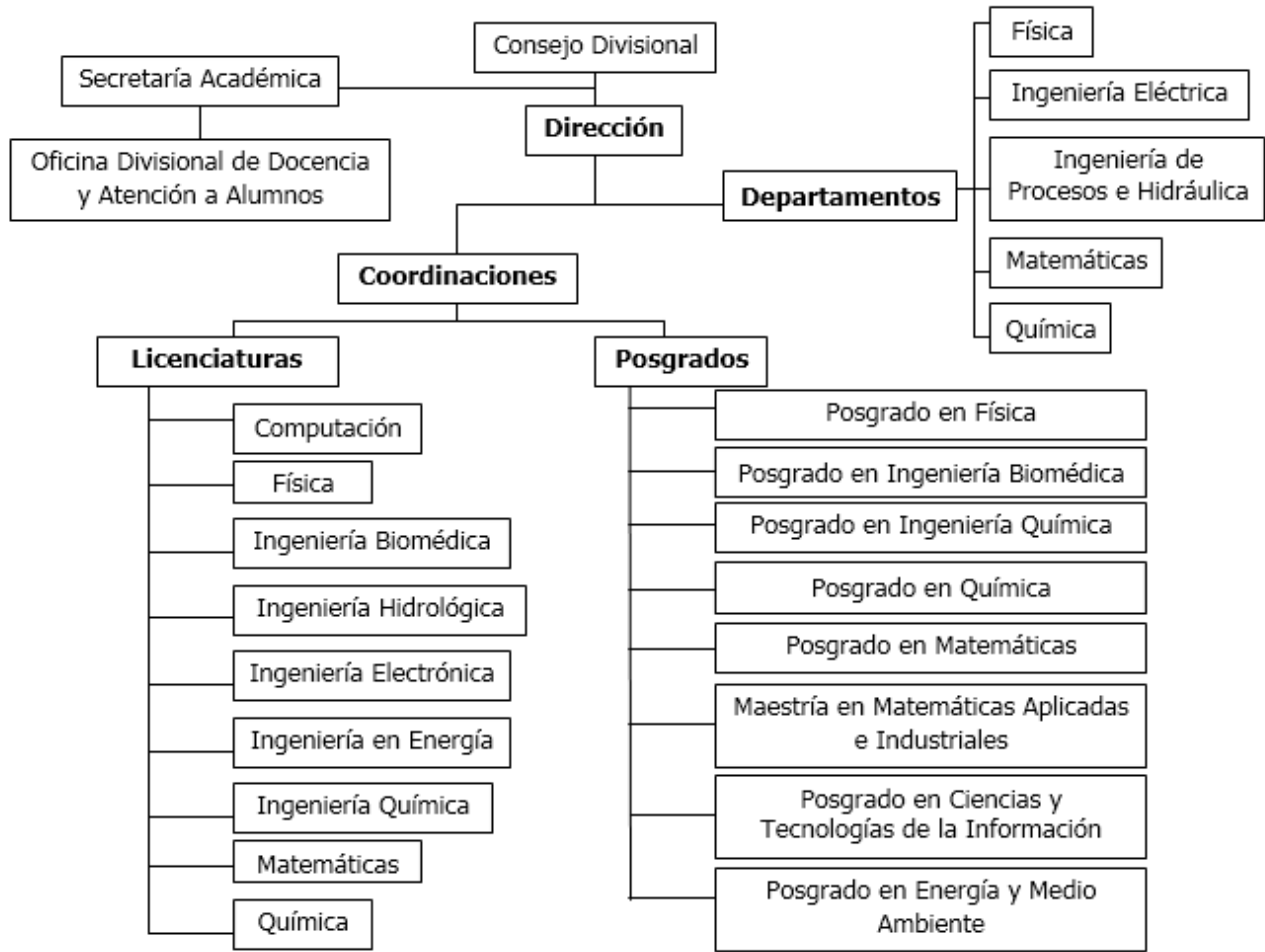 Consejo Divisional
Secretaría Académica
Dirección
Oficina Divisional de Docencia
y Atención a Alumnos
Departamentos
Física
Ingeniería Eléctrica
Ingeniería de
Procesos e Hidráulica
Matemáticas
Química
Coordinaciones
Licenciaturas
Computación
Física
Ingeniería Biomédica
Ingeniería Hidrológica
Ingeniería Electrónica
Ingeniería en Energía
Ingeniería Química
Matemáticas
Química
Posgrados
Posgrado en Física
Posgrado en Ingeniería Biomédica
Posgrado en Ingeniería Química
Posgrado en Química
Posgrado en Matemáticas
Maestría en Matemáticas Aplicadas
e Industriales
Posgrado en Ciencias y
Tecnologías de la Información
Posgrado en Energía y Medio
Ambiente